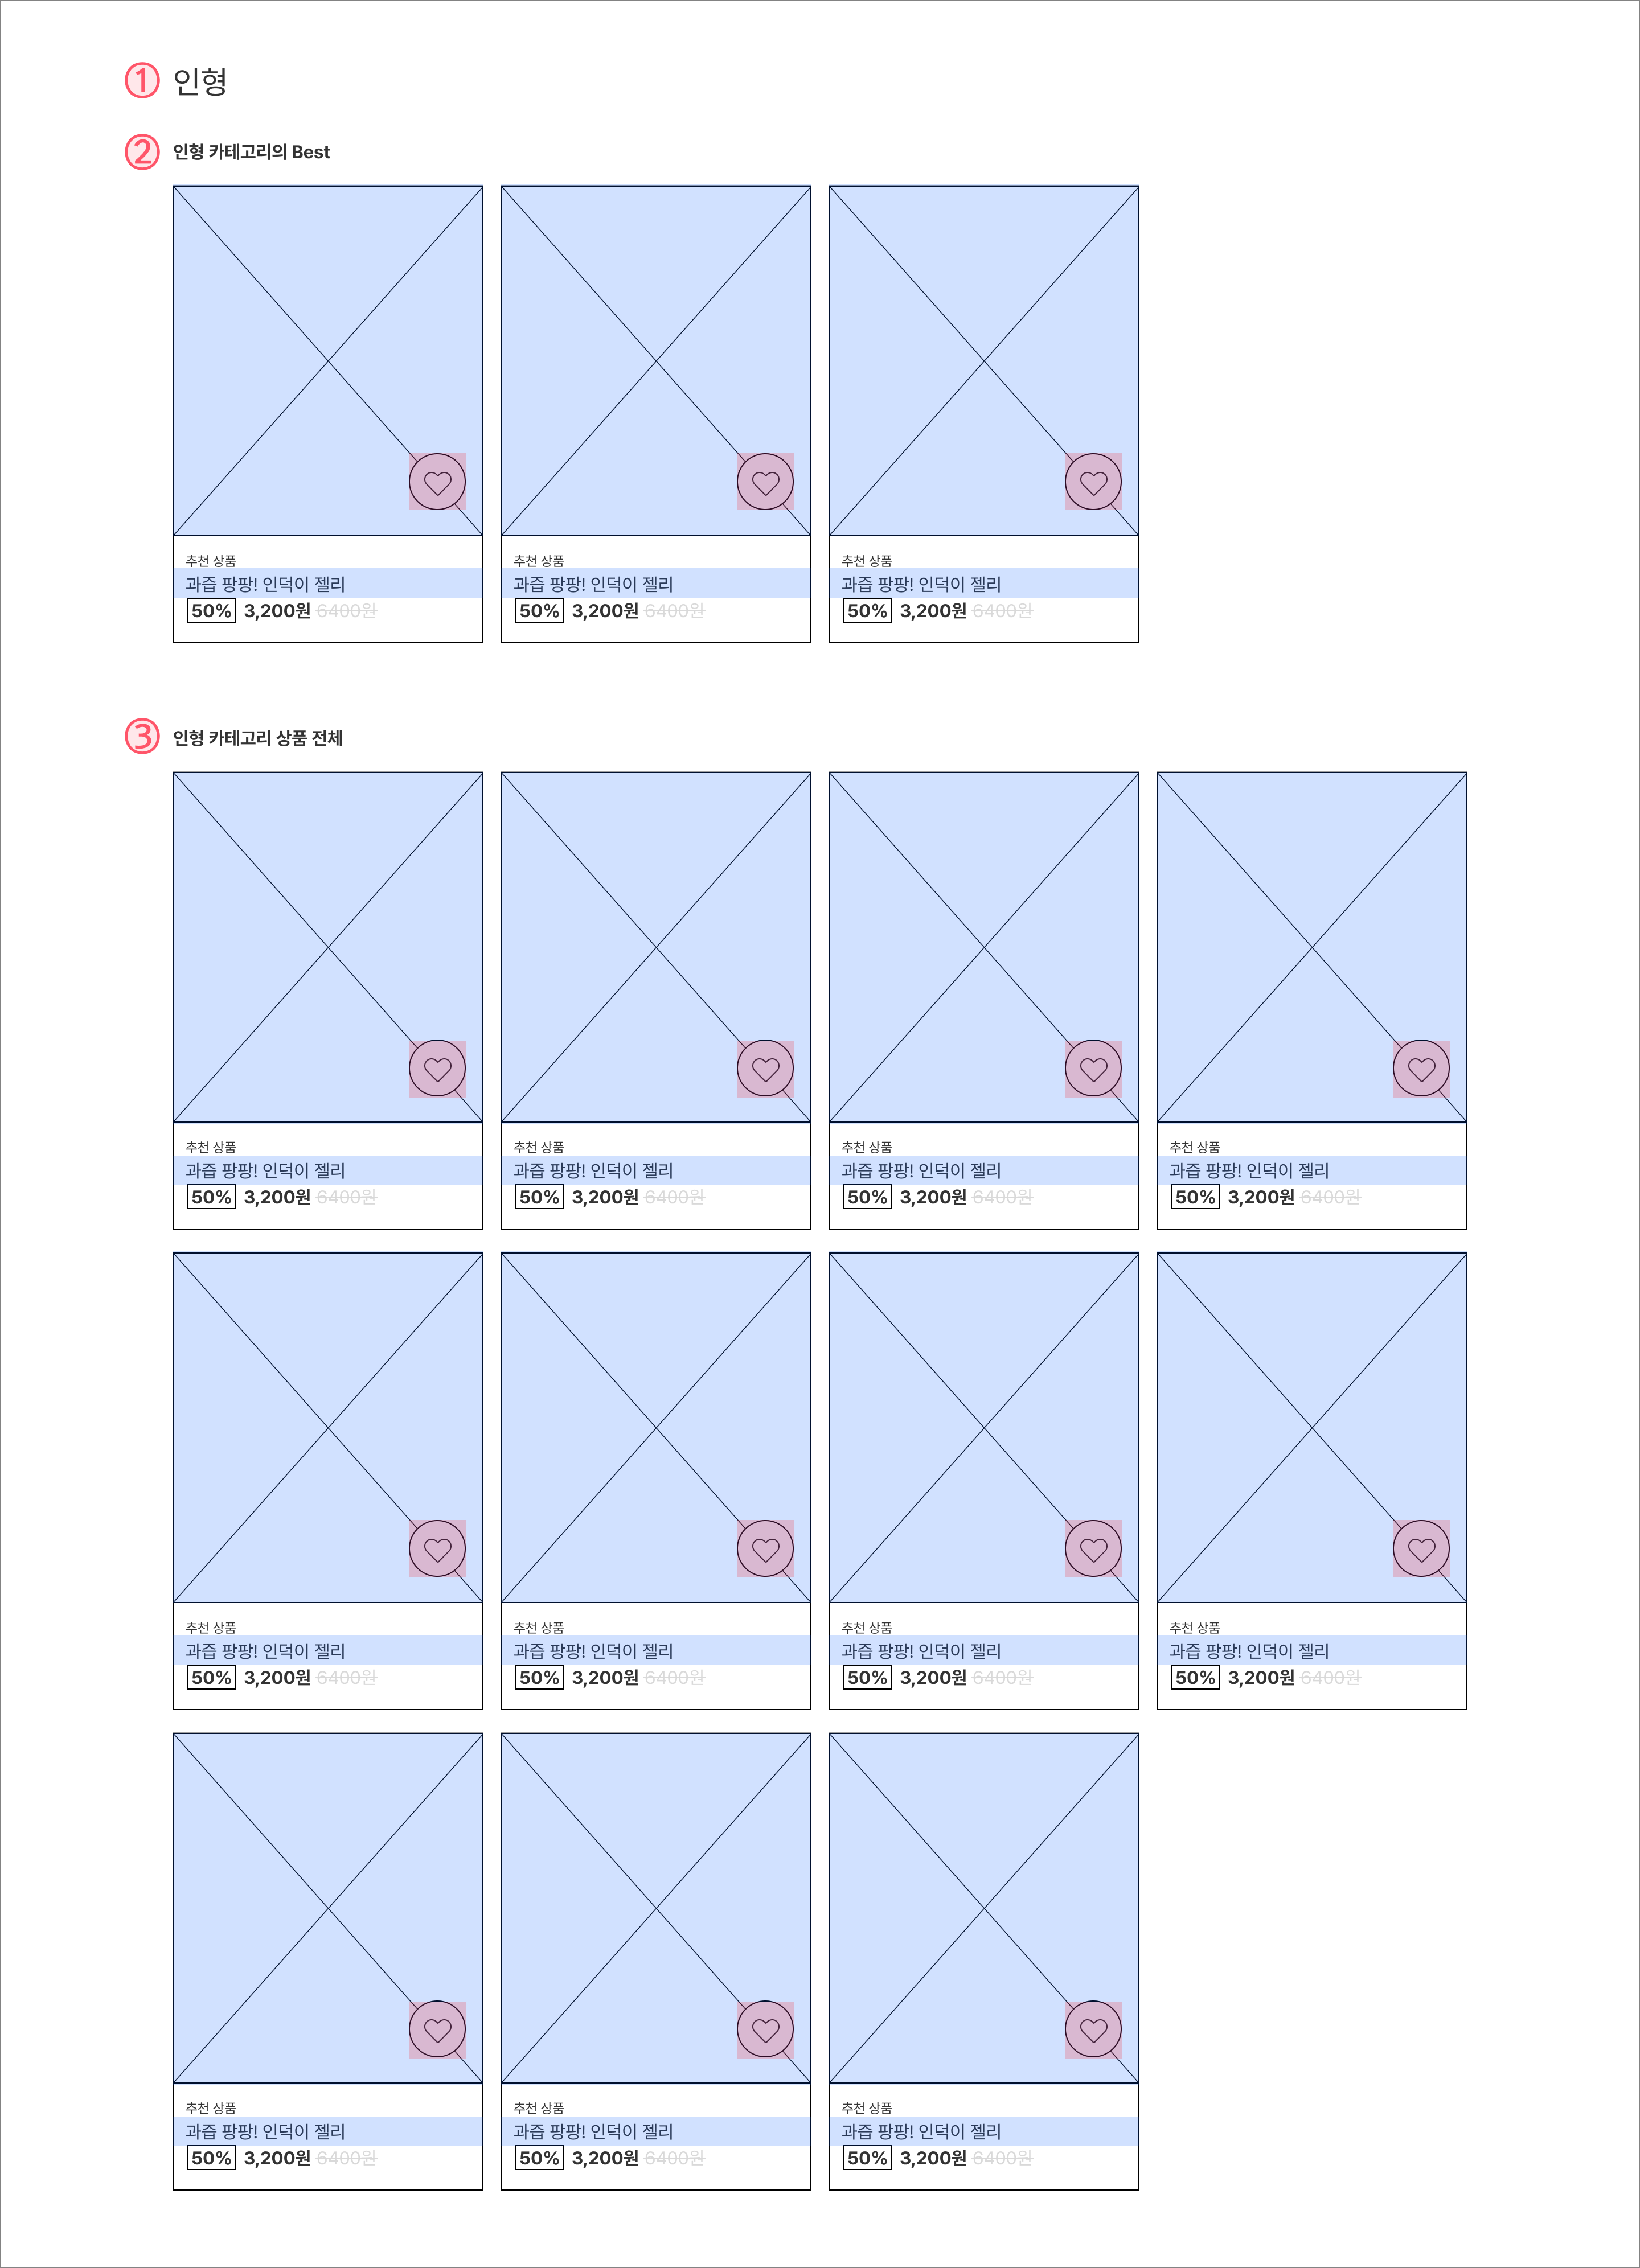 ① 인형
② 인형 카테고리의 Best
추천 상품 추천 상품 추천 상품
과즙 팡팡! 인덕이 젤리 과즙 팡팡! 인덕이 젤리 과즙 팡팡! 인덕이 젤리
50% 3,200원 6400원 50% 3,200원 6400원 50% 3,200원 6400원
③ 인형 카테고리 상품 전체
추천 상품 추천 상품 추천 상품 추천 상품
과즙 팡팡! 인덕이 젤리 과즙 팡팡! 인덕이 젤리 과즙 팡팡! 인덕이 젤리 과즙 팡팡! 인덕이 젤리
50% 3,200원 6400원 50% 3,200원 6400원 50% 3,200원 6400원 50% 3,200원 6400원
추천 상품 추천 상품 추천 상품 추천 상품
과즙 팡팡! 인덕이 젤리 과즙 팡팡! 인덕이 젤리 과즙 팡팡! 인덕이 젤리 과즙 팡팡! 인덕이 젤리
50% 3,200원 6400원 50% 3,200원 6400원 50% 3,200원 6400원 50% 3,200원 6400원
추천 상품 추천 상품 추천 상품
과즙 팡팡! 인덕이 젤리 과즙 팡팡! 인덕이 젤리 과즙 팡팡! 인덕이 젤리
50% 3,200원 6400원 50% 3,200원 6400원 50% 3,200원 6400원